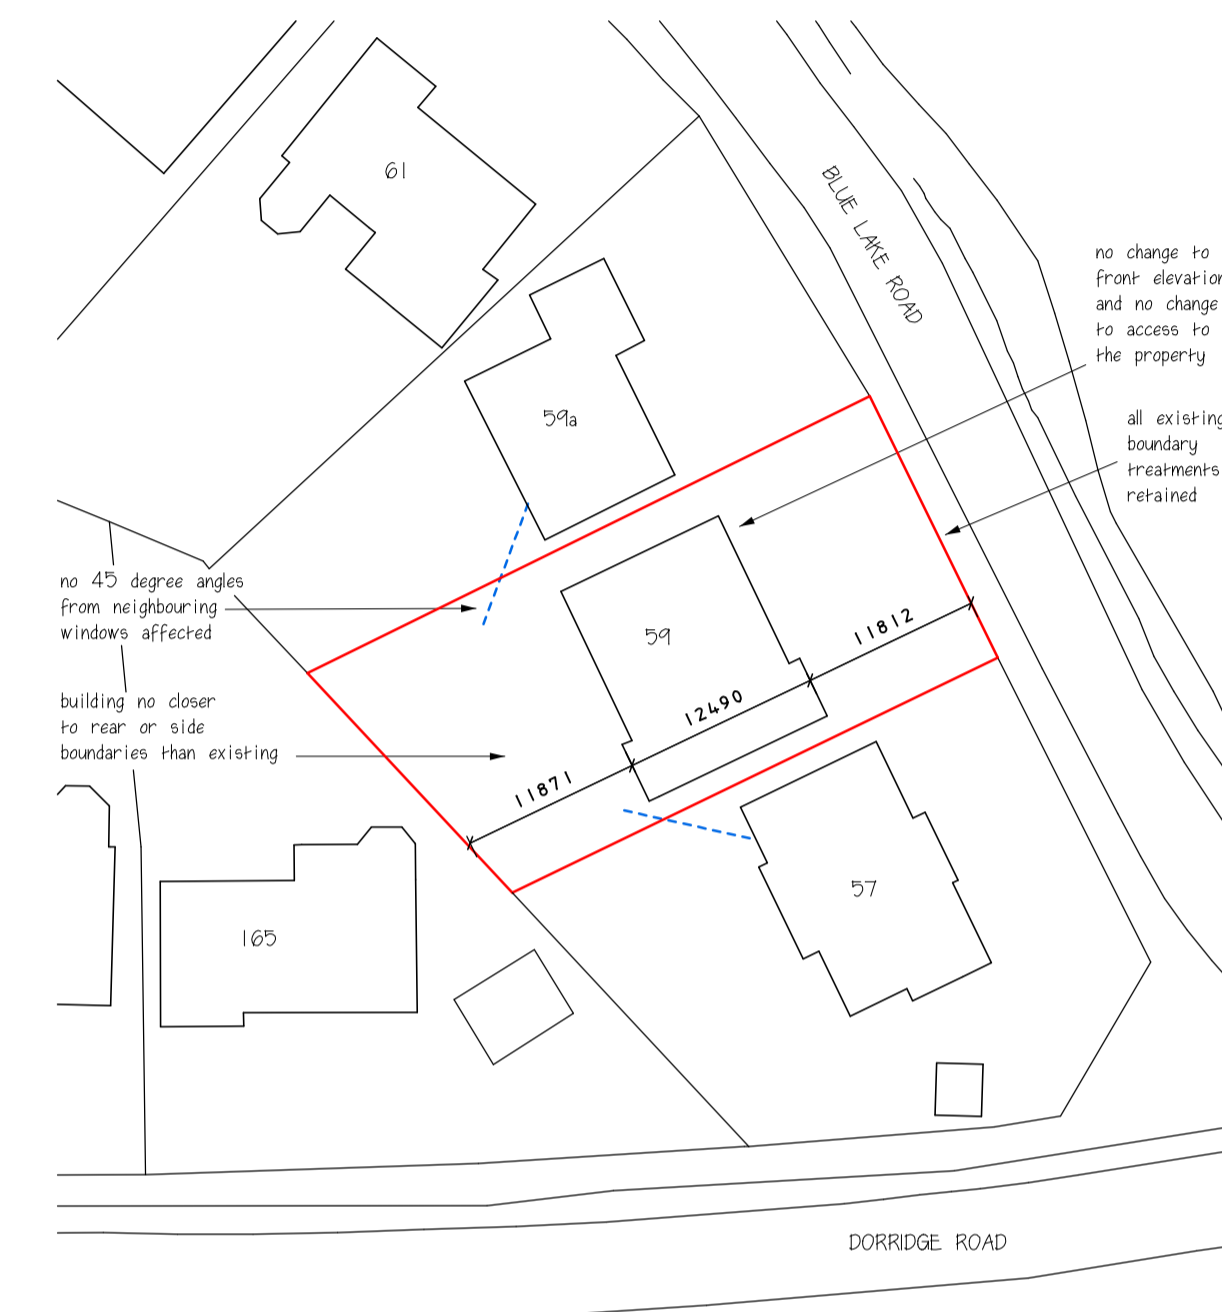 61
BLUE LAKE ROAD
no change to
front elevation
and no change
to access to
the property
59a
all existing
boundary
treatments
retained
no 45 degree angles
from neighbouring
windows affected
59
11812
12490
building no closer
to rear or side
boundaries than existing
11871
57
165
DORRIDGE ROAD